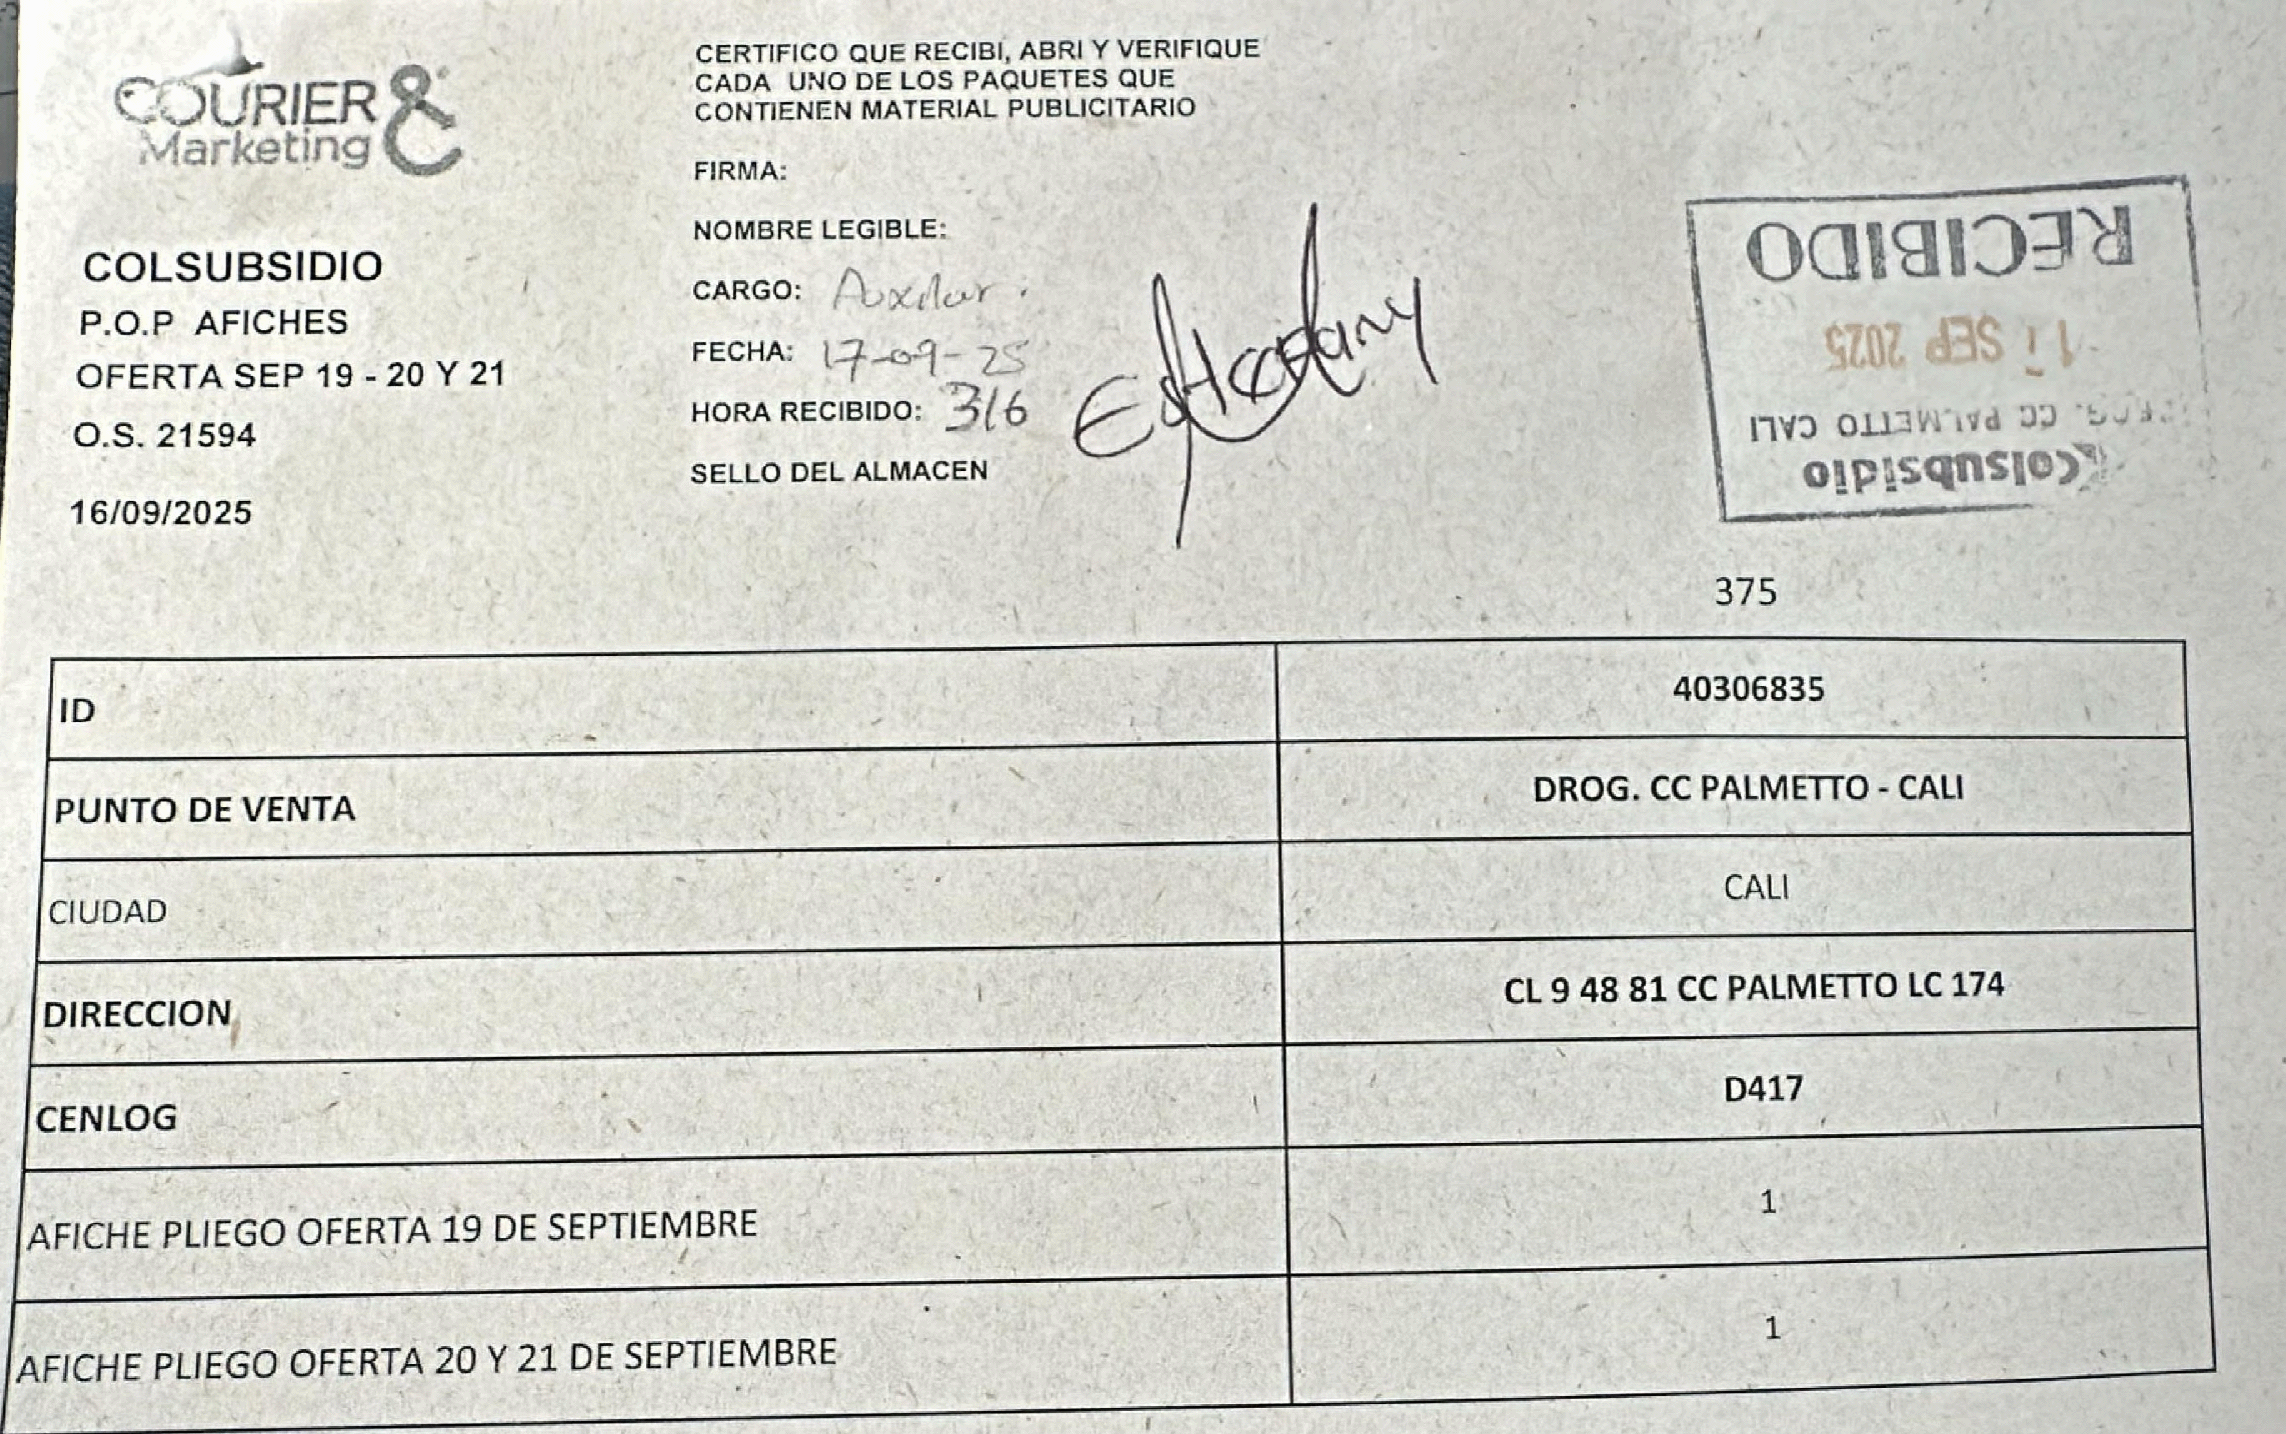 COURIER &
Marketing
COLSUBSIDIO
P.O.P AFICHES
OFERTA SEP 19 - 20 Y 21
O.S. 21594
16/09/2025
CERTIFICO QUE RECIBI, ABRI Y VERIFIQUE
CADA UNO DE LOS PAQUETES QUE
CONTIENEN MATERIAL PUBLICITARIO
FIRMA:
NOMBRE LEGIBLE:
CARGO: Auxiliar.
FECHA: 17-09-25
HORA RECIBIDO: 316
SELLO DEL ALMACEN
Colsubsidio
DROG. CC PALMETTO CALI
17 SEP 2025
RECIBIDO
375
ID 40306835
PUNTO DE VENTA DROG. CC PALMETTO - CALI
CIUDAD CALI
DIRECCION CL 9 48 81 CC PALMETTO LC 174
CENLOG D417
AFICHE PLIEGO OFERTA 19 DE SEPTIEMBRE 1
AFICHE PLIEGO OFERTA 20 Y 21 DE SEPTIEMBRE 1